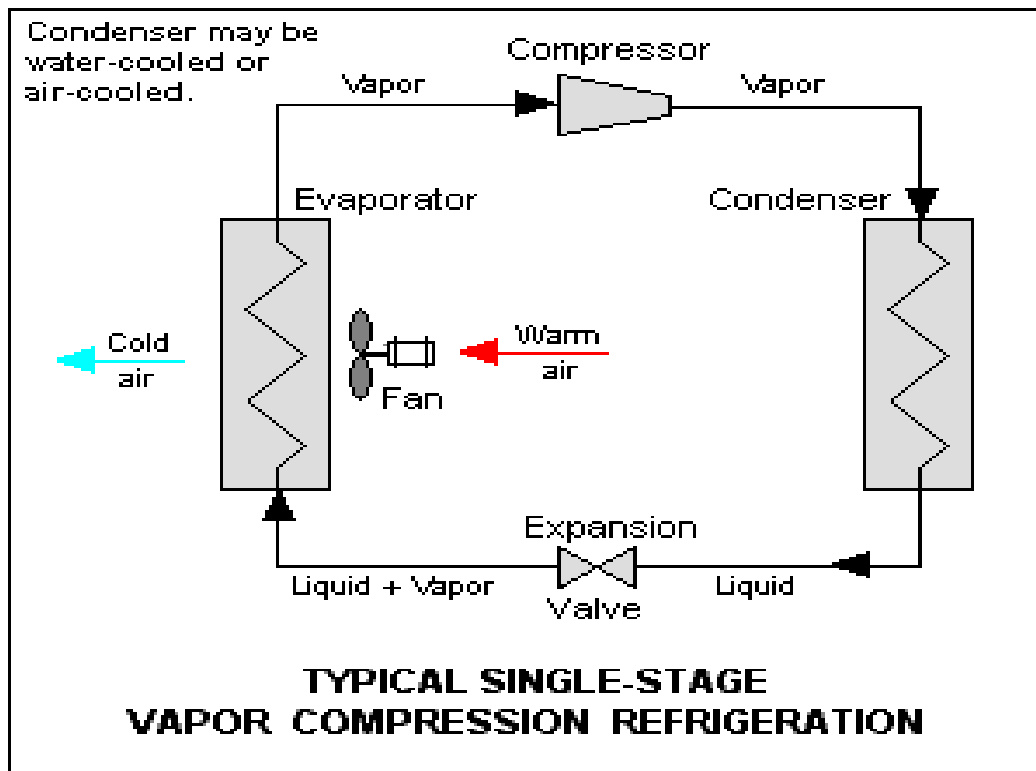 Condenser may be
water-cooled or
air-cooled.
Compressor
Vapor
Vapor
Evaporator
Condenser
Cold
air
Warm
air
Fan
Expansion
Valve
Liquid + Vapor
Liquid
TYPICAL SINGLE-STAGE
VAPOR COMPRESSION REFRIGERATION